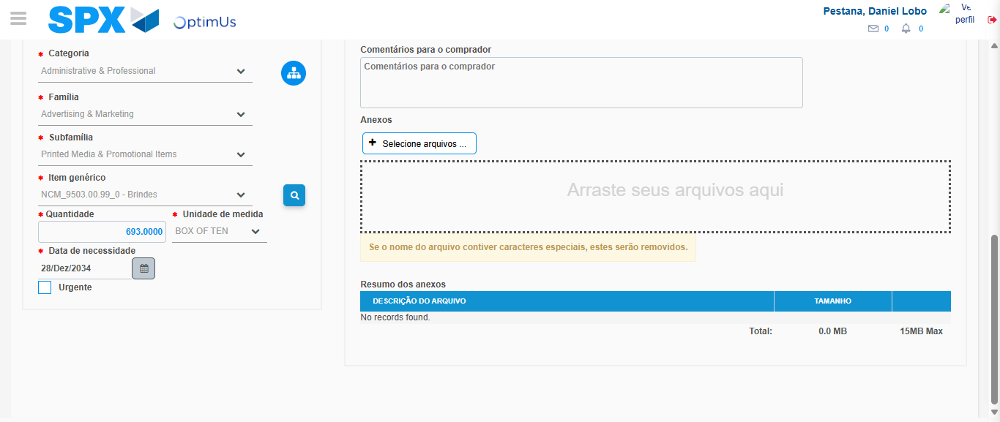 SPX
OptimUs
Pestana, Daniel Lobo
0
0
Ve
perfil
* Categoria
Administrative & Professional
* Família
Advertising & Marketing
* Subfamília
Printed Media & Promotional Items
* Item genérico
NCM_9503.00.99_0 - Brindes
* Quantidade
* Unidade de medida
693.0000
BOX OF TEN
* Data de necessidade
28/Dez/2034
Urgente
Comentários para o comprador
Comentários para o comprador
Anexos
+ Selecione arquivos ...
Arraste seus arquivos aqui
Se o nome do arquivo contiver caracteres especiais, estes serão removidos.
Resumo dos anexos
DESCRIÇÃO DO ARQUIVO TAMANHO
No records found.
Total: 0.0 MB 15MB Max